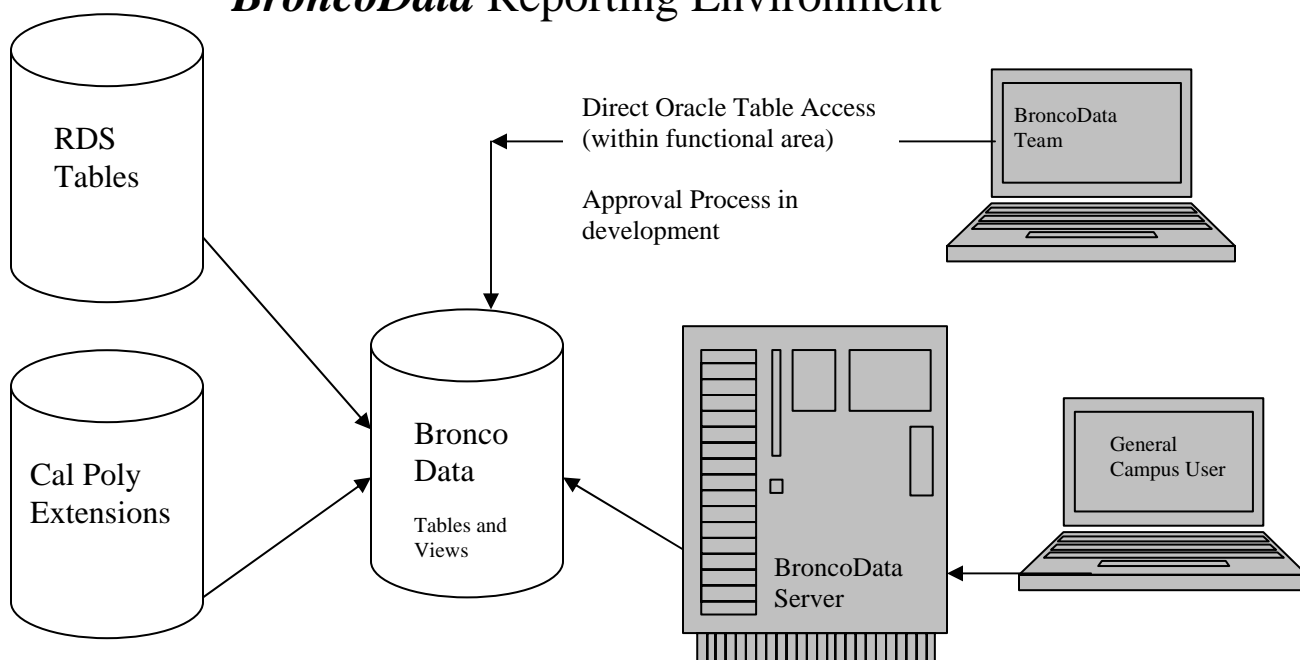 BroncoData Reporting Environment
RDS
Tables
Direct Oracle Table Access
(within functional area)
Approval Process in
development
BroncoData
Team
Cal Poly
Extensions
Bronco
Data
Tables and
Views
BroncoData
Server
General
Campus User